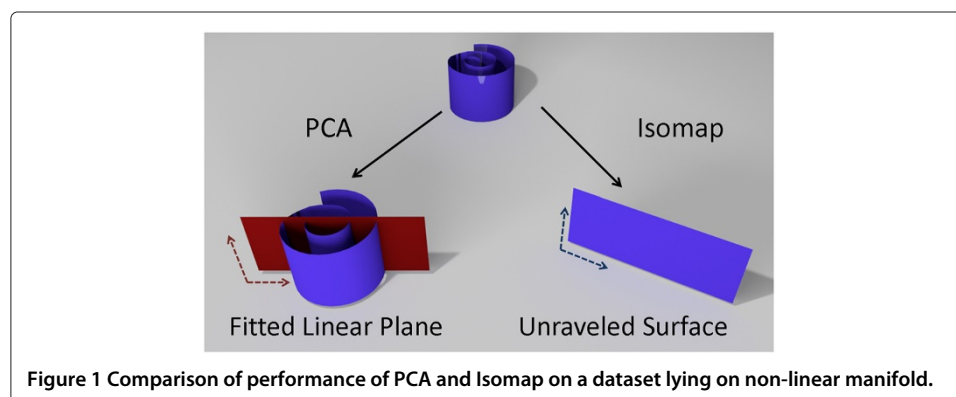 PCA
Isomap
Fitted Linear Plane
Unraveled Surface
Figure 1 Comparison of performance of PCA and Isomap on a dataset lying on non-linear manifold.